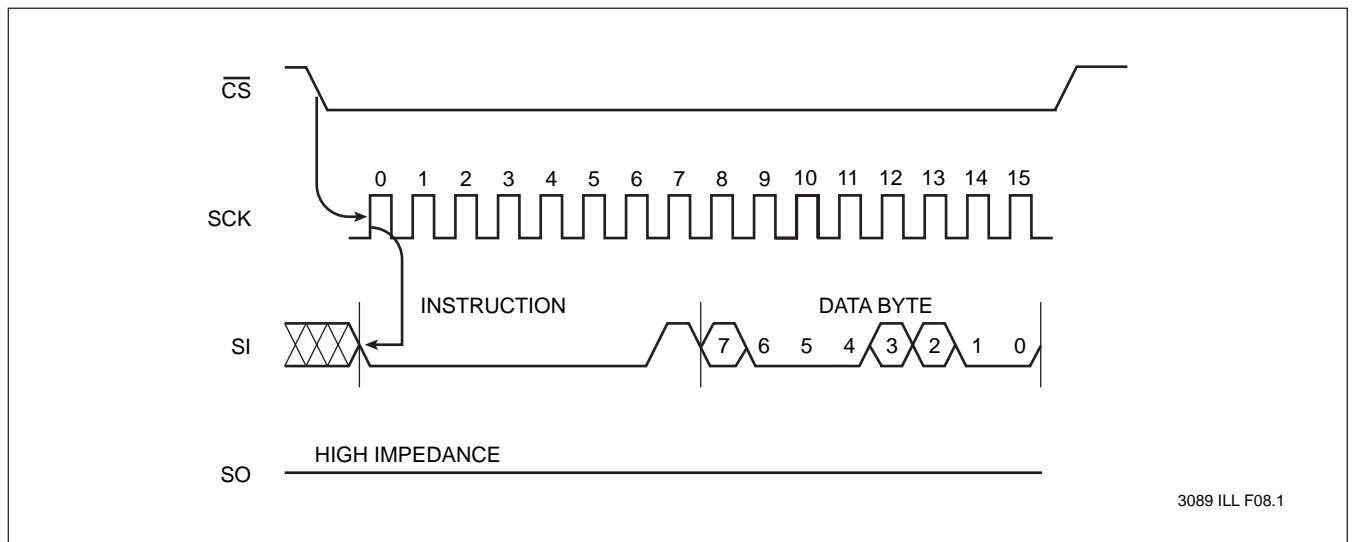 CS
0 1 2 3 4 5 6 7 8 9 10 11 12 13 14 15
SCK
INSTRUCTION DATA BYTE
SI 7 6 5 4 3 2 1 0
HIGH IMPEDANCE
SO
3089 ILL F08.1